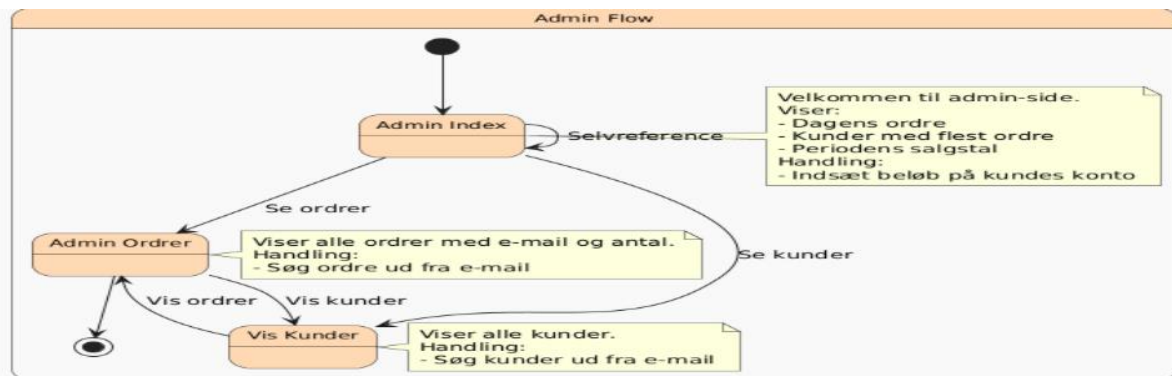 Admin Flow
Admin Index
Selvreference
Velkommen til admin-side.
Viser:
- Dagens ordre
- Kunder med flest ordre
- Periodens salgstal
Handling:
- Indsæt beløb på kundes konto
Se ordrer
Admin Ordrer
Viser alle ordrer med e-mail og antal.
Handling:
- Søg ordre ud fra e-mail
Se kunder
Vis ordrer
Vis kunder
Vis Kunder
Viser alle kunder.
Handling:
- Søg kunder ud fra e-mail